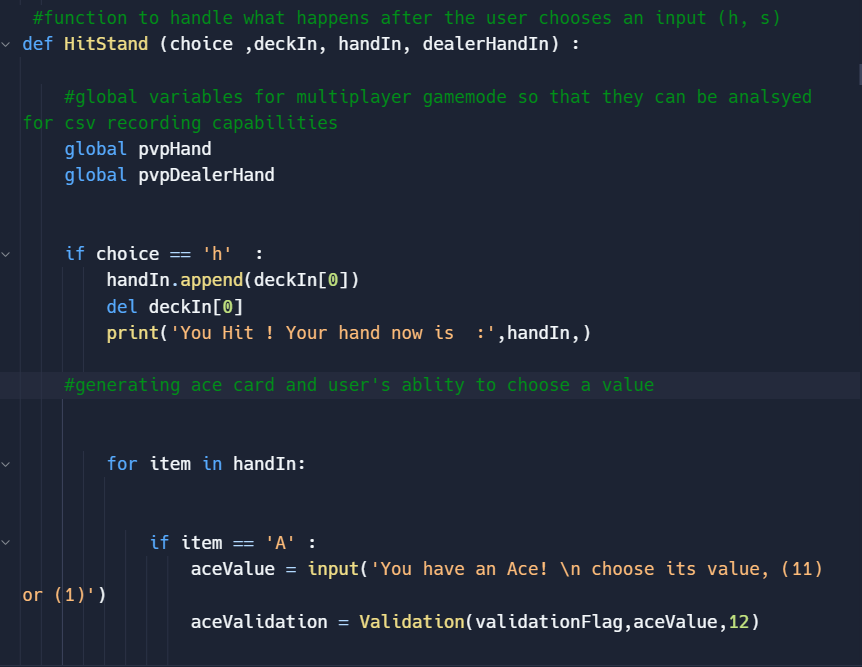 #function to handle what happens after the user chooses an input (h, s)
def HitStand (choice ,deckIn, handIn, dealerHandIn) :
#global variables for multiplayer gamemode so that they can be analsyed
for csv recording capabilities
global pvpHand
global pvpDealerHand
if choice == 'h'  :
handIn.append(deckIn[0])
del deckIn[0]
print('You Hit ! Your hand now is  :',handIn,)
#generating ace card and user's ablity to choose a value
for item in handIn:
if item == 'A' :
aceValue = input('You have an Ace! \n choose its value, (11)
or (1)')
aceValidation = Validation(validationFlag,aceValue,12)